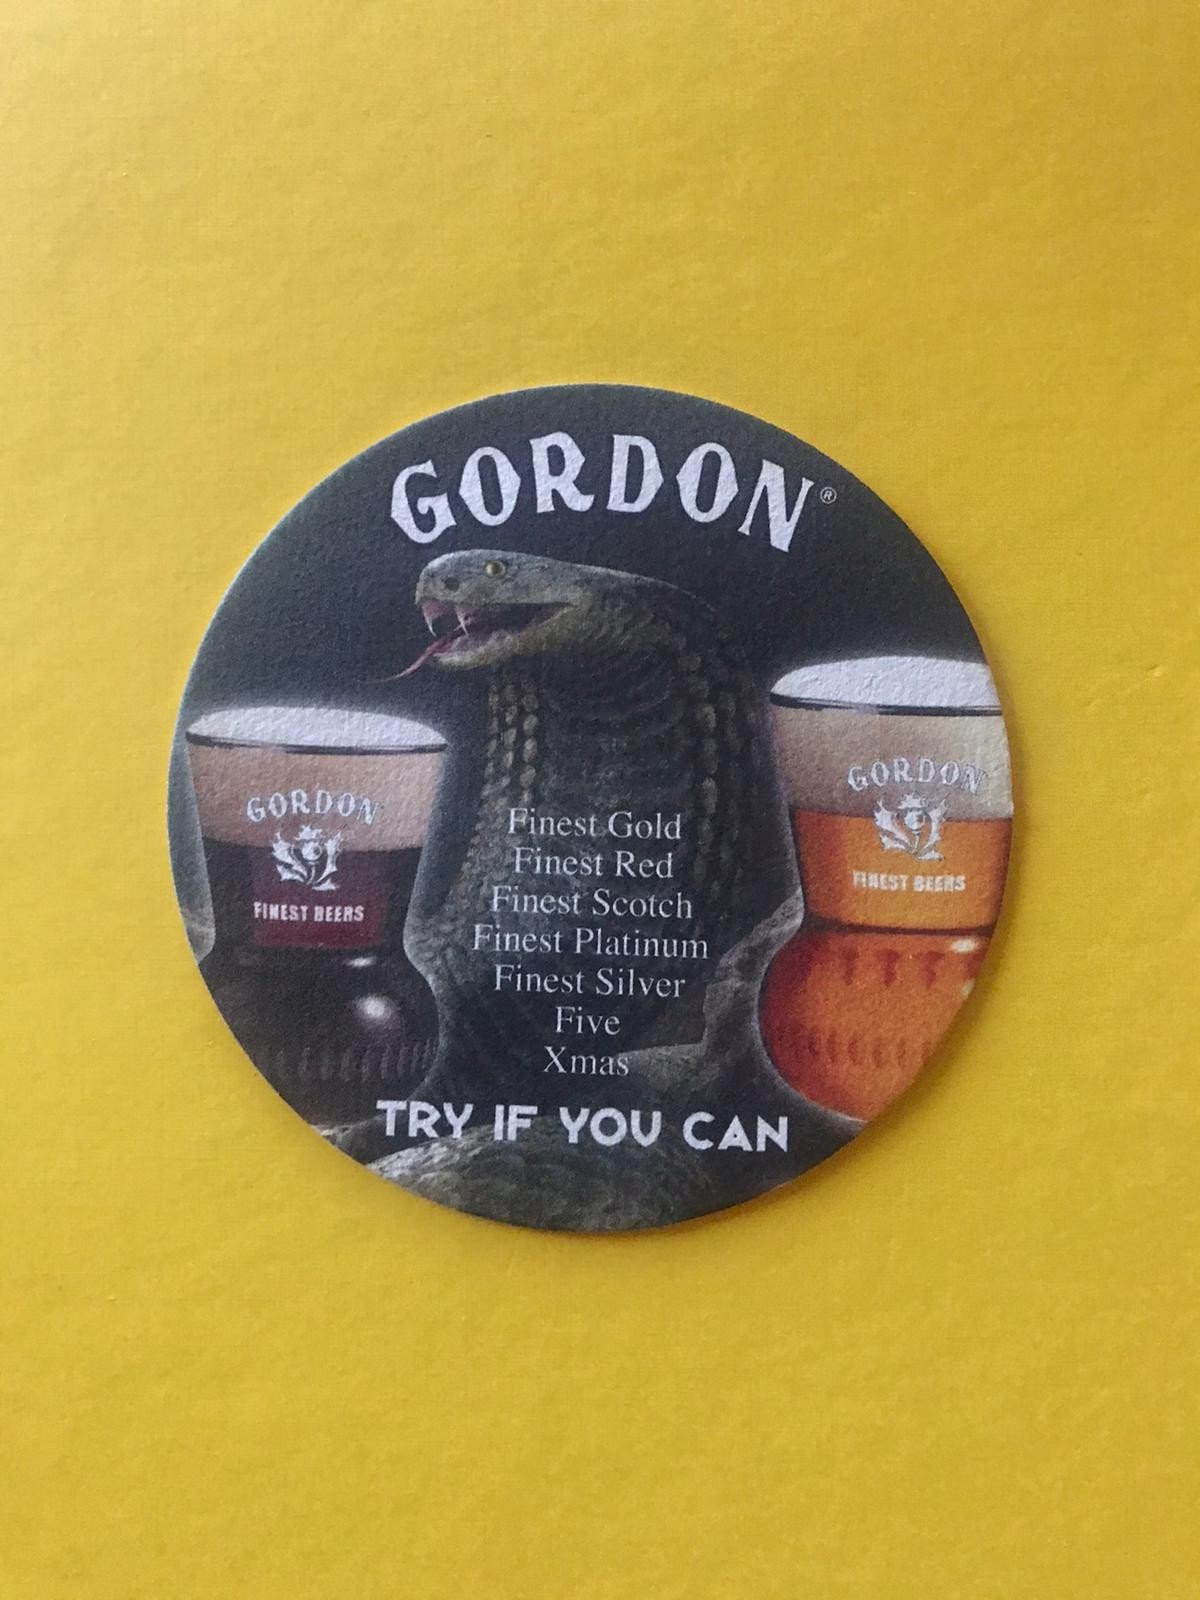 GORDON®
GORDON
FINEST BEERS
GORDON
FINEST BEERS
Finest Gold
Finest Red
Finest Scotch
Finest Platinum
Finest Silver
Five
Xmas
TRY IF YOU CAN